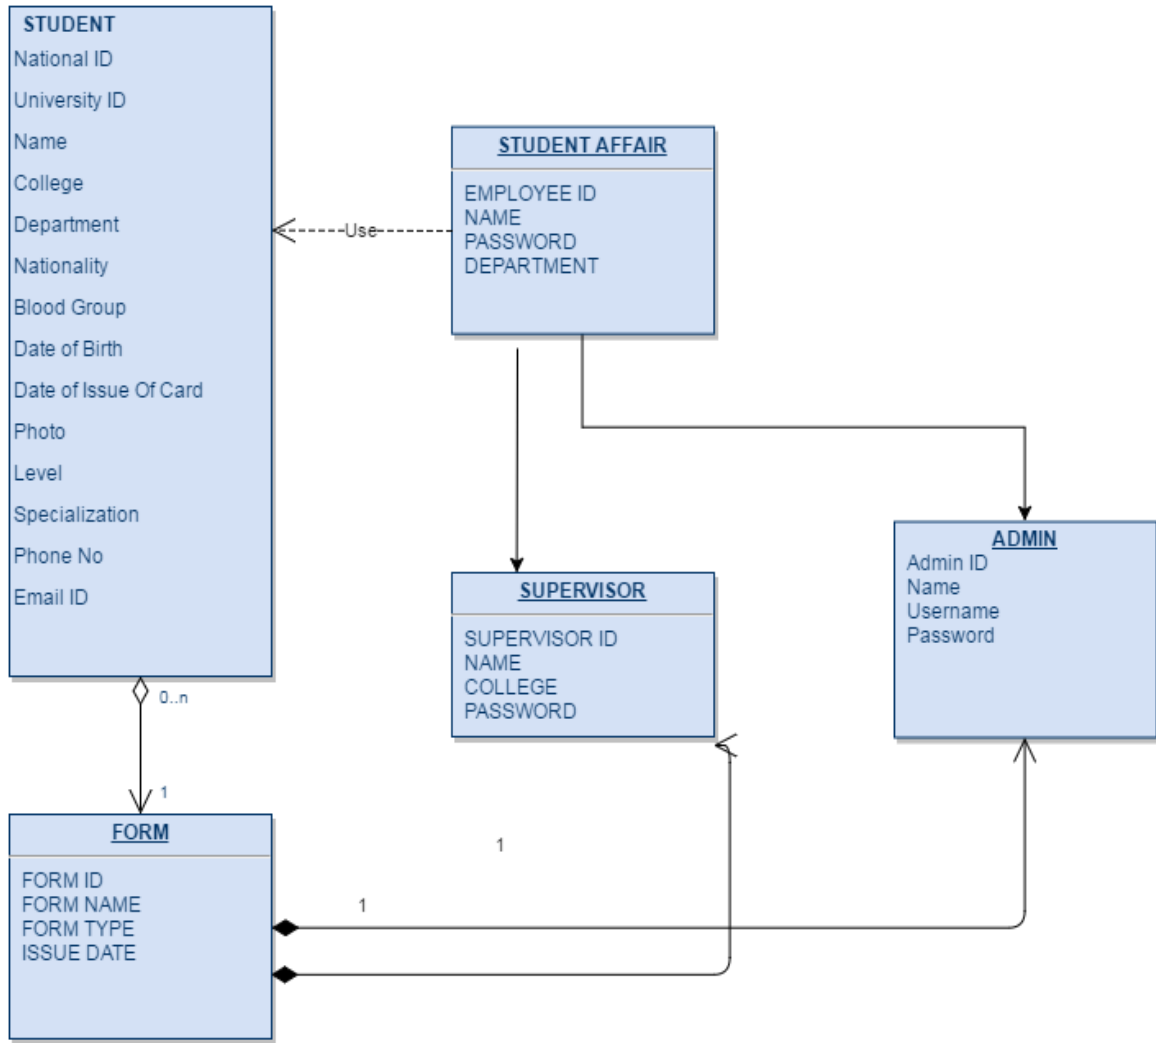 STUDENT
National ID
University ID
Name
College
Department
Nationality
Blood Group
Date of Birth
Date of Issue Of Card
Photo
Level
Specialization
Phone No
Email ID
Use
STUDENT AFFAIR
EMPLOYEE ID
NAME
PASSWORD
DEPARTMENT
SUPERVISOR
SUPERVISOR ID
NAME
COLLEGE
PASSWORD
ADMIN
Admin ID
Name
Username
Password
0..n
1
FORM
FORM ID
FORM NAME
FORM TYPE
ISSUE DATE
1
1